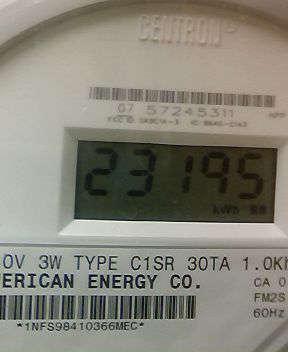 CENTRON
07 57245311
23195
kWh
0V 3W TYPE C1SR 30TA 1.0Kh
ERICAN ENERGY CO.
CA 0
FM2S
60Hz
*1NFS98410366MEC*